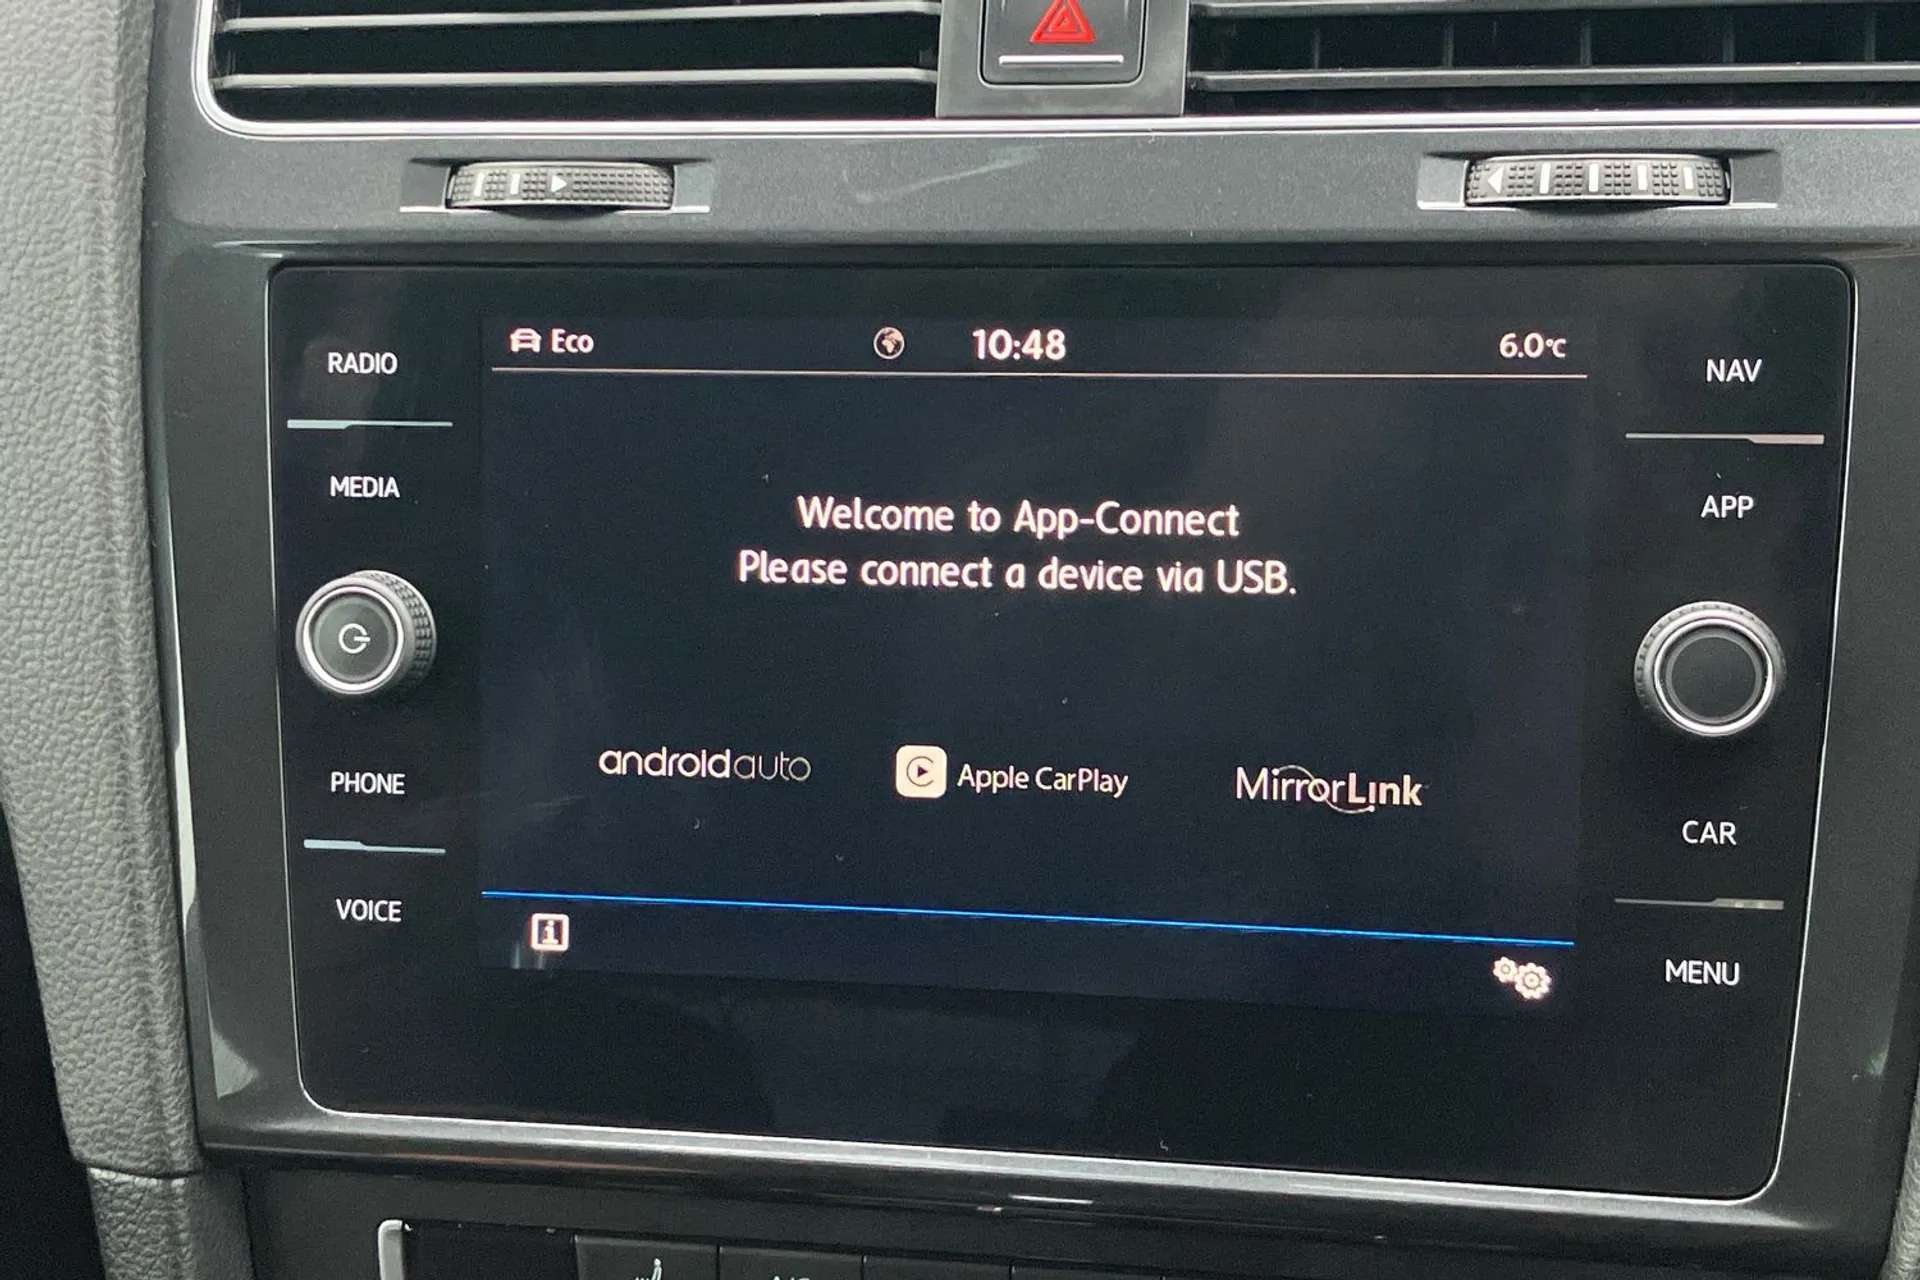 Eco 10:48 6.0°C
RADIO
NAV
MEDIA
APP
Welcome to App-Connect
Please connect a device via USB.
androidauto Apple CarPlay MirrorLink
PHONE
CAR
VOICE
MENU